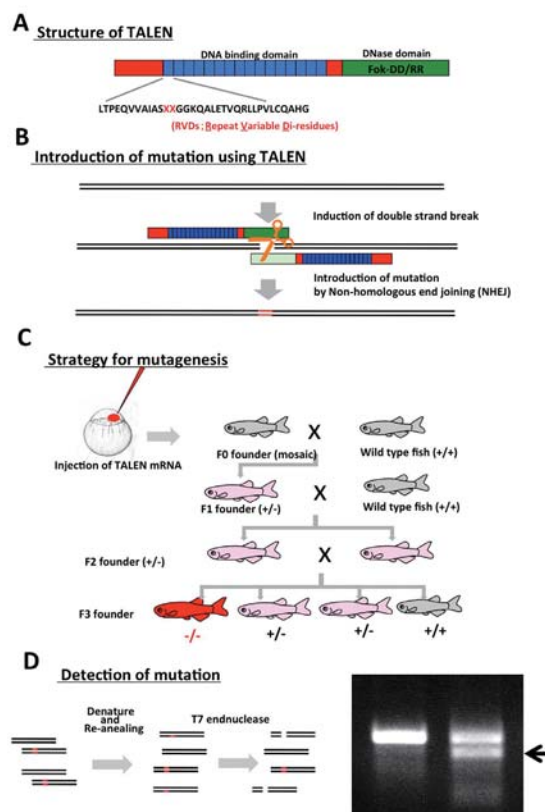 A
Structure of TALEN
DNA binding domain
DNase domain
Fok-DD/RR
LTPEQVVAIASXXGGKQALETVQRLLPVLCQAHG
(RVDs ; Repeat Variable Di-residues)
B
Introduction of mutation using TALEN
Induction of double strand break
Introduction of mutation
by Non-homologous end joining (NHEJ)
C
Strategy for mutagenesis
Injection of TALEN mRNA
X
F0 founder (mosaic)
Wild type fish (+/+)
X
F1 founder (+/-)
Wild type fish (+/+)
F2 founder (+/-)
X
F3 founder
-/-
+/-
+/-
+/+
D
Detection of mutation
Denature
and
Re-anealing
T7 endnuclease